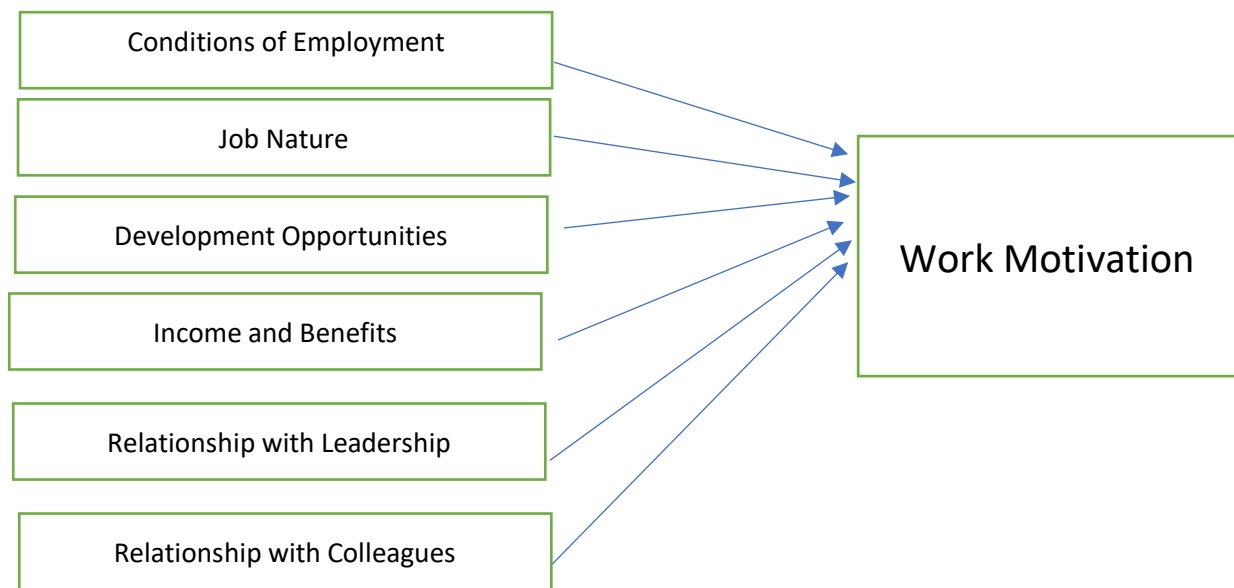 Conditions of Employment
Job Nature
Development Opportunities
Income and Benefits
Relationship with Leadership
Relationship with Colleagues
Work Motivation